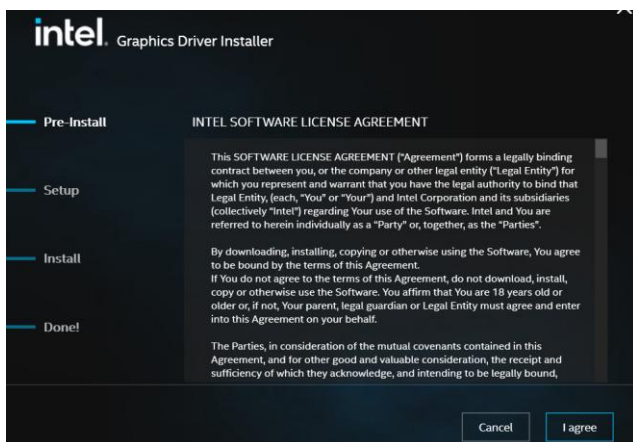 intel. Graphics Driver Installer
Pre-Install
Setup
Install
Done!
INTEL SOFTWARE LICENSE AGREEMENT
This SOFTWARE LICENSE AGREEMENT ("Agreement") forms a legally binding
contract between you, or the company or other legal entity ("Legal Entity") for
which you represent and warrant that you have the legal authority to bind that
Legal Entity, (each, "You" or "Your") and Intel Corporation and its subsidiaries
(collectively "Intel") regarding Your use of the Software. Intel and You are
referred to herein individually as a "Party" or, together, as the "Parties".
By downloading, installing, copying or otherwise using the Software, You agree
to be bound by the terms of this Agreement.
If You do not agree to the terms of this Agreement, do not download, install,
copy or otherwise use the Software. You affirm that You are 18 years old or
older or, if not, Your parent, legal guardian or Legal Entity must agree and enter
into this Agreement on your behalf.
The Parties, in consideration of the mutual covenants contained in this
Agreement, and for other good and valuable consideration, the receipt and
sufficiency of which they acknowledge, and intending to be legally bound,
Cancel
I agree